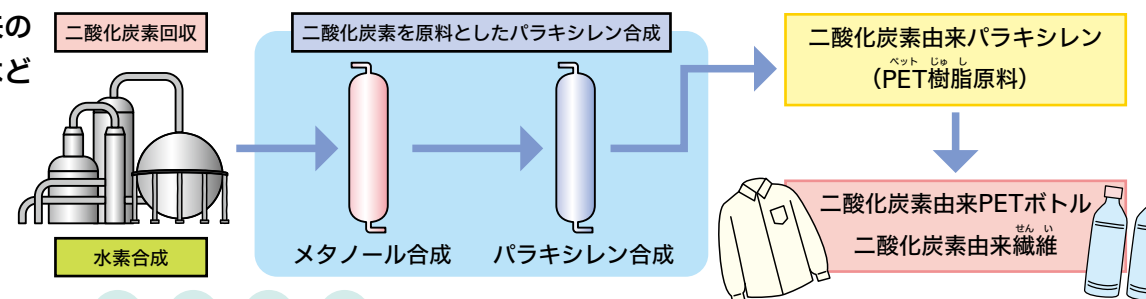 来の
など
二酸化炭素回収
水素合成
二酸化炭素を原料としたパラキシレン合成
メタノール合成
パラキシレン合成
二酸化炭素由来パラキシレン
ペット じゅ し
（PET樹脂原料）
二酸化炭素由来PETボトル
せん い
二酸化炭素由来繊維